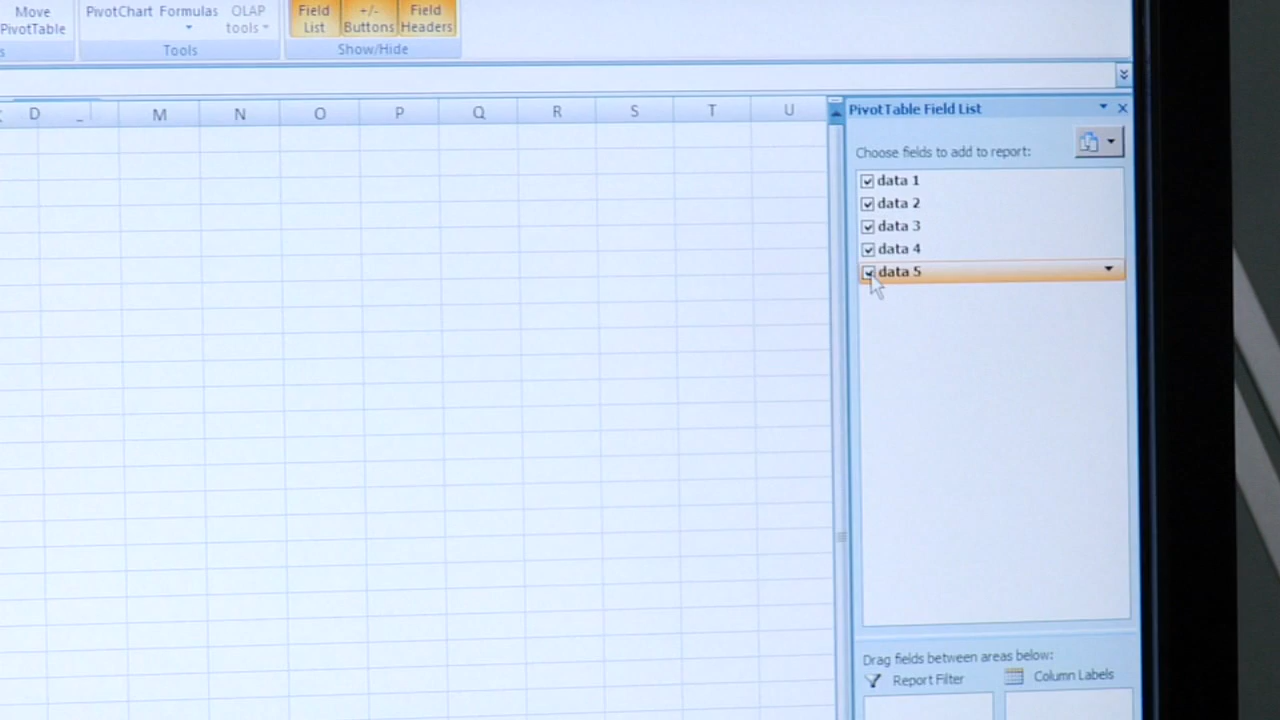 Move PivotChart Formulas OLAP Field +/- Field
PivotTable tools List Buttons Headers
s Tools Show/Hide
D M N O P Q R S T U
PivotTable Field List
Choose fields to add to report:
data 1
data 2
data 3
data 4
data 5
Drag fields between areas below:
Report Filter Column Labels